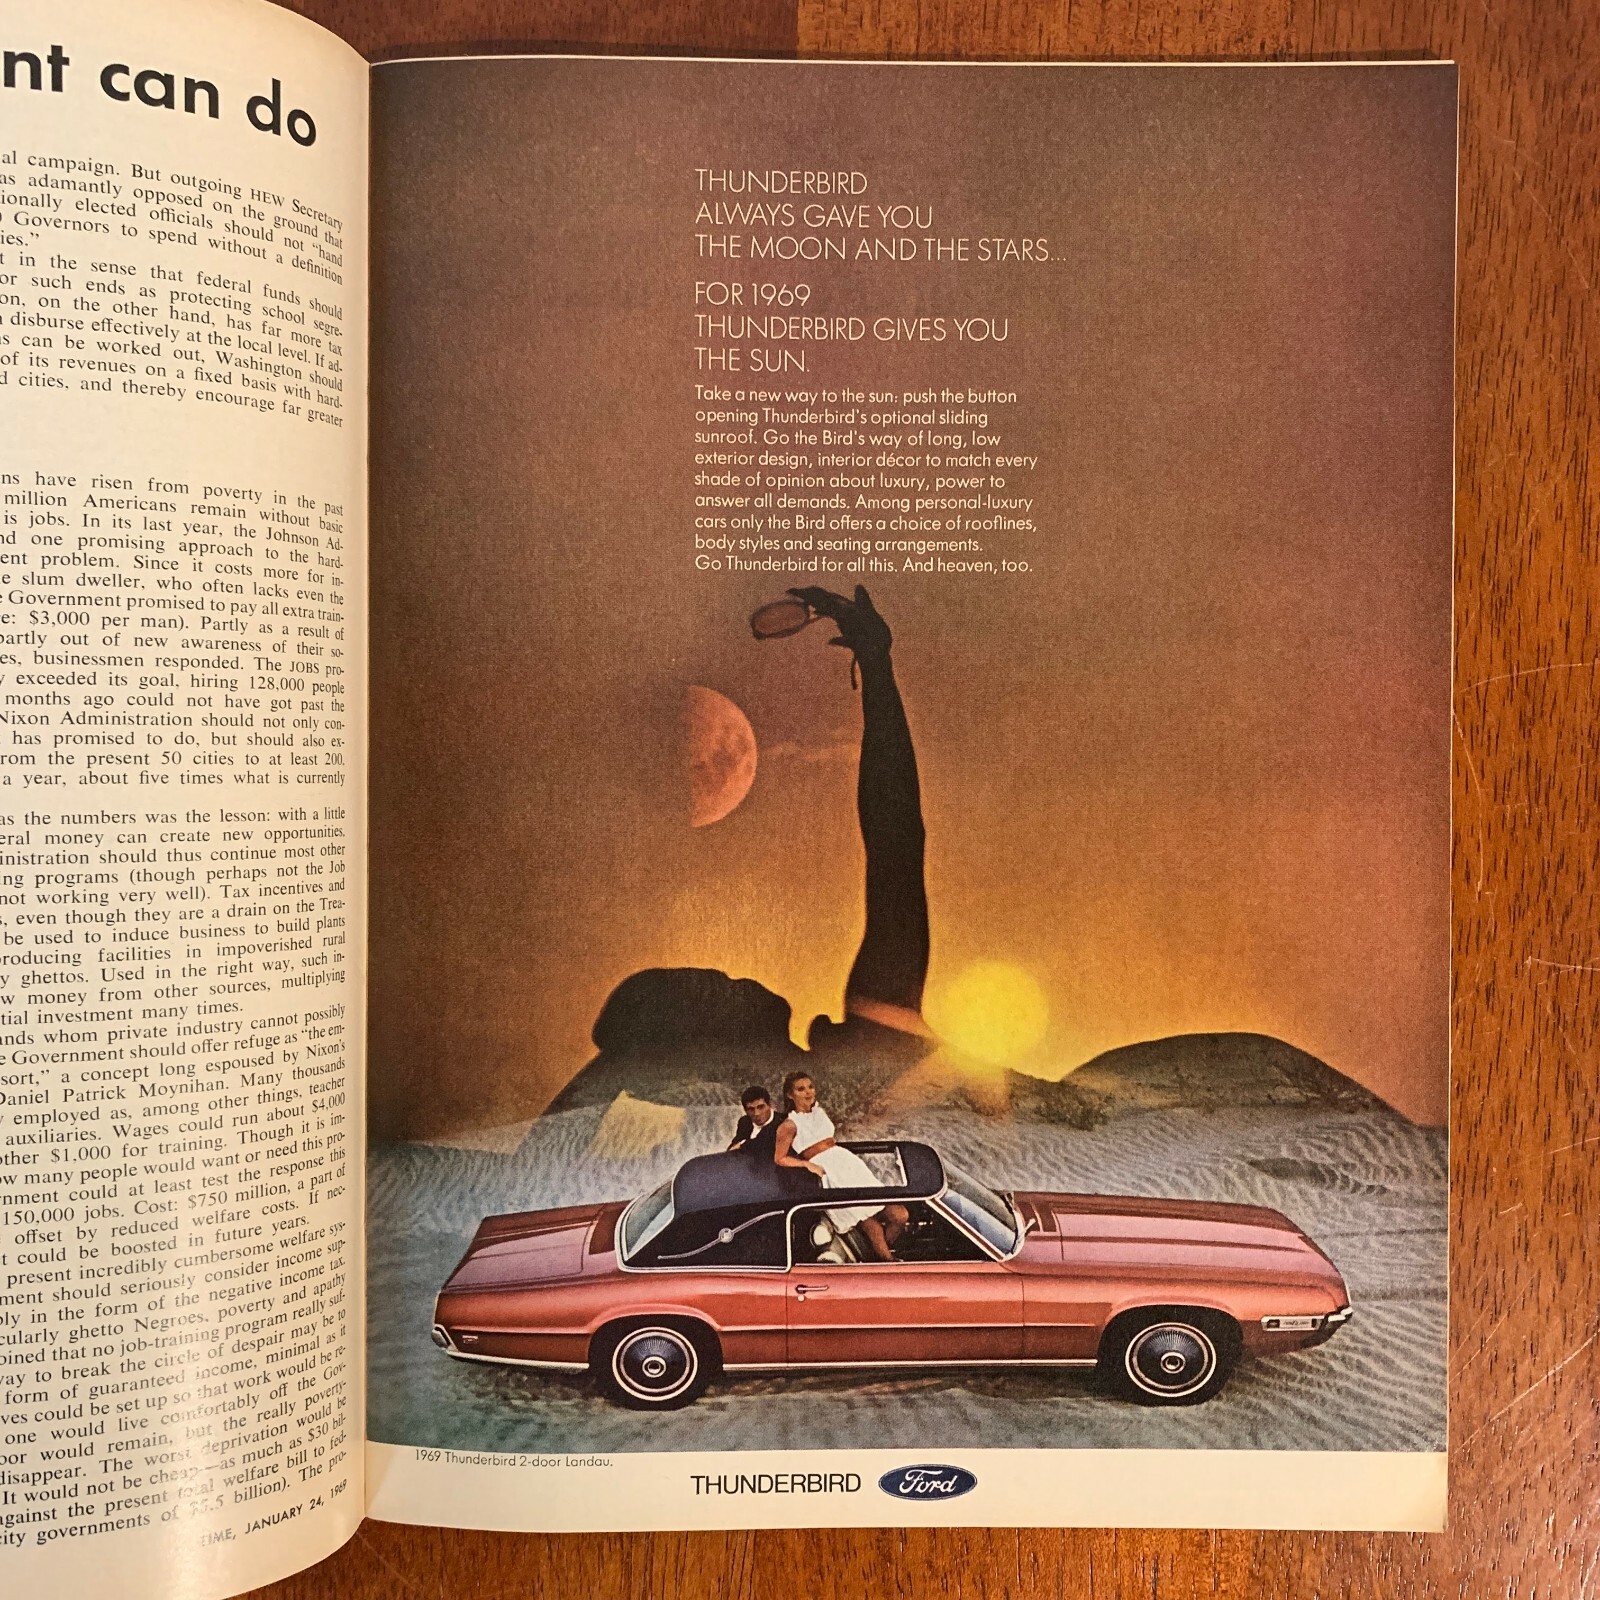 nt can do
al campaign. But outgoing HEW Secretary
as adamantly opposed on the ground that
ionally elected officials should not "hand
Governors to spend without a definition
ies."
t in the sense that federal funds should
or such ends as protecting school segre-
on, on the other hand, has far more tax
disburse effectively at the local level. If ad-
s can be worked out, Washington should
of its revenues on a fixed basis with hard-
d cities, and thereby encourage far greater
ns have risen from poverty in the past
million Americans remain without basic
is jobs. In its last year, the Johnson Ad-
nd one promising approach to the hard-
ent problem. Since it costs more for in-
e slum dweller, who often lacks even the
e Government promised to pay all extra train-
e: $3,000 per man). Partly as a result of
partly out of new awareness of their so-
es, businessmen responded. The JOBS pro-
y exceeded its goal, hiring 128,000 people
months ago could not have got past the
Nixon Administration should not only con-
has promised to do, but should also ex-
rom the present 50 cities to at least 200,
a year, about five times what is currently
as the numbers was the lesson: with a little
eral money can create new opportunities.
inistration should thus continue most other
ing programs (though perhaps not the Job
not working very well). Tax incentives and
s, even though they are a drain on the Trea-
be used to induce business to build plants
producing facilities in impoverished rural
y ghettos. Used in the right way, such in-
w money from other sources, multiplying
tial investment many times.
ands whom private industry cannot possibly
e Government should offer refuge as "the em-
sort," a concept long espoused by Nixon's
Daniel Patrick Moynihan. Many thousands
y employed as, among other things, teacher
auxiliaries. Wages could run about $4,000
other $1,000 for training. Though it is im-
ow many people would want or need this pro-
rnment could at least test the response this
150,000 jobs. Cost: $750 million, a part of
offset by reduced welfare costs. If nec-
t could be boosted in future years.
present incredibly cumbersome welfare sys-
ment should seriously consider income sup-
bly in the form of the negative income tax.
cularly ghetto Negroes, poverty and apathy
bined that no job-training program really suf-
way to break the circle of despair may be to
form of guaranteed income, minimal as it
ves could be set up so that work would be re-
one would live comfortably off the Gov-
oor would remain, but the really poverty-
disappear. The worst deprivation would be
It would not be cheap—as much as $30 bil-
against the present total welfare bill to fed-
city governments of $5.5 billion). The pro-
TIME, JANUARY 24, 1969
THUNDERBIRD
ALWAYS GAVE YOU
THE MOON AND THE STARS...
FOR 1969
THUNDERBIRD GIVES YOU
THE SUN.
Take a new way to the sun: push the button
opening Thunderbird's optional sliding
sunroof. Go the Bird's way of long, low
exterior design, interior décor to match every
shade of opinion about luxury, power to
answer all demands. Among personal-luxury
cars only the Bird offers a choice of rooflines,
body styles and seating arrangements.
Go Thunderbird for all this. And heaven, too.
1969 Thunderbird 2-door Landau.
THUNDERBIRD Ford